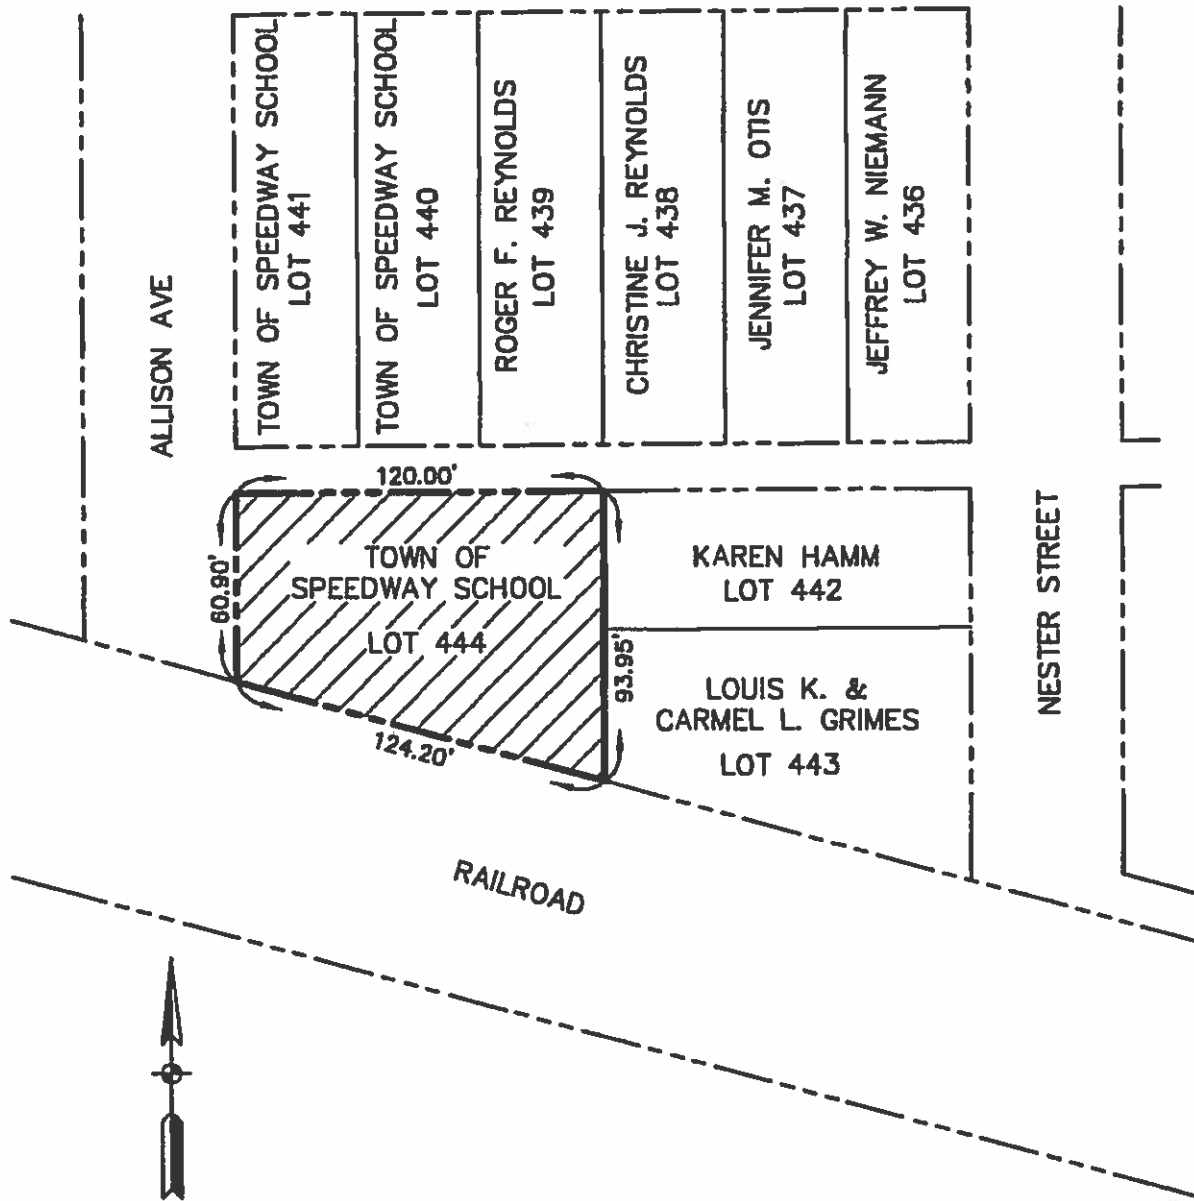 ALLISON AVE
TOWN OF SPEEDWAY SCHOOL
LOT 441
TOWN OF SPEEDWAY SCHOOL
LOT 440
ROGER F. REYNOLDS
LOT 439
CHRISTINE J. REYNOLDS
LOT 438
JENNIFER M. OTIS
LOT 437
JEFFREY W. NIEMANN
LOT 436
120.00'
60.90'
TOWN OF
SPEEDWAY SCHOOL
LOT 444
93.95'
124.20'
KAREN HAMM
LOT 442
LOUIS K. &
CARMEL L. GRIMES
LOT 443
NESTER STREET
RAILROAD